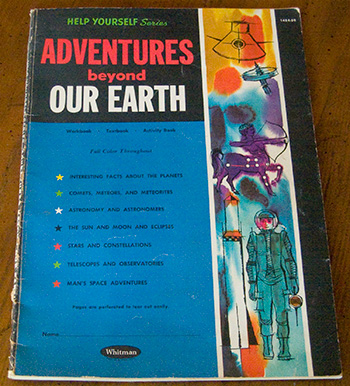 HELP YOURSELF Series
ADVENTURES
beyond
OUR EARTH
Workbook Textbook Activity Book
Full Color Throughout
INTERESTING FACTS ABOUT THE PLANETS
COMETS, METEORS, AND METEORITES
ASTRONOMY AND ASTRONOMERS
THE SUN AND MOON AND ECLIPSES
STARS AND CONSTELLATIONS
TELESCOPES AND OBSERVATORIES
MAN'S SPACE ADVENTURES
Pages are perforated to tear out easily.
Name
Whitman